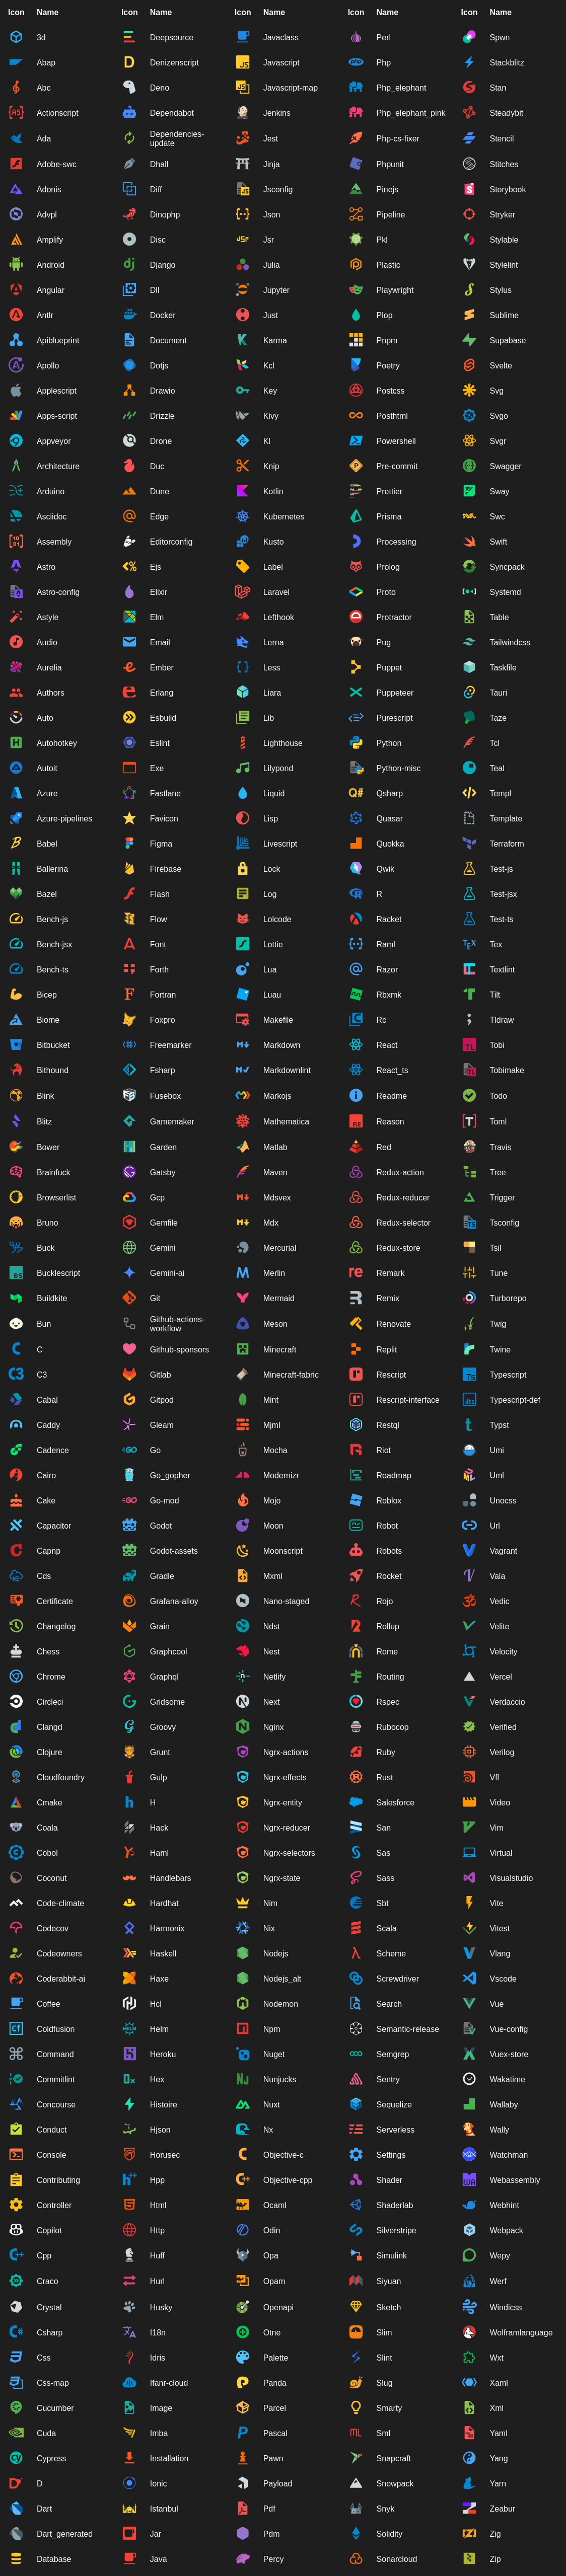 Icon Name Icon Name Icon Name Icon Name Icon Name
3d Deepsource Javaclass Perl Spwn
Abap Denizenscript Javascript Php Stackblitz
Abc Deno Javascript-map Php_elephant Stan
Actionscript Dependabot Jenkins Php_elephant_pink Steadybit
Ada Dependencies-
update Jest Php-cs-fixer Stencil
Adobe-swc Dhall Jinja Phpunit Stitches
Adonis Diff Jsconfig Pinejs Storybook
Advpl Dinophp Json Pipeline Stryker
Amplify Disc Jsr Pkl Stylable
Android Django Julia Plastic Stylelint
Angular Dll Jupyter Playwright Stylus
Antlr Docker Just Plop Sublime
Apiblueprint Document Karma Pnpm Supabase
Apollo Dotjs Kcl Poetry Svelte
Applescript Drawio Key Postcss Svg
Apps-script Drizzle Kivy Posthtml Svgo
Appveyor Drone Kl Powershell Svgr
Architecture Duc Knip Pre-commit Swagger
Arduino Dune Kotlin Prettier Sway
Asciidoc Edge Kubernetes Prisma Swc
Assembly Editorconfig Kusto Processing Swift
Astro Ejs Label Prolog Syncpack
Astro-config Elixir Laravel Proto Systemd
Astyle Elm Lefthook Protractor Table
Audio Email Lerna Pug Tailwindcss
Aurelia Ember Less Puppet Taskfile
Authors Erlang Liara Puppeteer Tauri
Auto Esbuild Lib Purescript Taze
Autohotkey Eslint Lighthouse Python Tcl
Autoit Exe Lilypond Python-misc Teal
Azure Fastlane Liquid Qsharp Templ
Azure-pipelines Favicon Lisp Quasar Template
Babel Figma Livescript Quokka Terraform
Ballerina Firebase Lock Qwik Test-js
Bazel Flash Log R Test-jsx
Bench-js Flow Lolcode Racket Test-ts
Bench-jsx Font Lottie Raml Tex
Bench-ts Forth Lua Razor Textlint
Bicep Fortran Luau Rbxmk Tilt
Biome Foxpro Makefile Rc Tldraw
Bitbucket Freemarker Markdown React Tobi
Bithound Fsharp Markdownlint React_ts Tobimake
Blink Fusebox Markojs Readme Todo
Blitz Gamemaker Mathematica Reason Toml
Bower Garden Matlab Red Travis
Brainfuck Gatsby Maven Redux-action Tree
Browserlist Gcp Mdsvex Redux-reducer Trigger
Bruno Gemfile Mdx Redux-selector Tsconfig
Buck Gemini Mercurial Redux-store Tsil
Bucklescript Gemini-ai Merlin Remark Tune
Buildkite Git Mermaid Remix Turborepo
Bun Github-actions-
workflow Meson Renovate Twig
C Github-sponsors Minecraft Replit Twine
C3 Gitlab Minecraft-fabric Rescript Typescript
Cabal Gitpod Mint Rescript-interface Typescript-def
Caddy Gleam Mjml Restql Typst
Cadence Go Mocha Riot Umi
Cairo Go_gopher Modernizr Roadmap Uml
Cake Go-mod Mojo Roblox Unocss
Capacitor Godot Moon Robot Url
Capnp Godot-assets Moonscript Robots Vagrant
Cds Gradle Mxml Rocket Vala
Certificate Grafana-alloy Nano-staged Rojo Vedic
Changelog Grain Ndst Rollup Velite
Chess Graphcool Nest Rome Velocity
Chrome Graphql Netlify Routing Vercel
Circleci Gridsome Next Rspec Verdaccio
Clangd Groovy Nginx Rubocop Verified
Clojure Grunt Ngrx-actions Ruby Verilog
Cloudfoundry Gulp Ngrx-effects Rust Vfl
Cmake H Ngrx-entity Salesforce Video
Coala Hack Ngrx-reducer San Vim
Cobol Haml Ngrx-selectors Sas Virtual
Coconut Handlebars Ngrx-state Sass Visualstudio
Code-climate Hardhat Nim Sbt Vite
Codecov Harmonix Nix Scala Vitest
Codeowners Haskell Nodejs Scheme Vlang
Coderabbit-ai Haxe Nodejs_alt Screwdriver Vscode
Coffee Hcl Nodemon Search Vue
Coldfusion Helm Npm Semantic-release Vue-config
Command Heroku Nuget Semgrep Vuex-store
Commitlint Hex Nunjucks Sentry Wakatime
Concourse Histoire Nuxt Sequelize Wallaby
Conduct Hjson Nx Serverless Wally
Console Horusec Objective-c Settings Watchman
Contributing Hpp Objective-cpp Shader Webassembly
Controller Html Ocaml Shaderlab Webhint
Copilot Http Odin Silverstripe Webpack
Cpp Huff Opa Simulink Wepy
Craco Hurl Opam Siyuan Werf
Crystal Husky Openapi Sketch Windicss
Csharp I18n Otne Slim Wolframlanguage
Css Idris Palette Slint Wxt
Css-map Ifanr-cloud Panda Slug Xaml
Cucumber Image Parcel Smarty Xml
Cuda Imba Pascal Sml Yaml
Cypress Installation Pawn Snapcraft Yang
D Ionic Payload Snowpack Yarn
Dart Istanbul Pdf Snyk Zeabur
Dart_generated Jar Pdm Solidity Zig
Database Java Percy Sonarcloud Zip